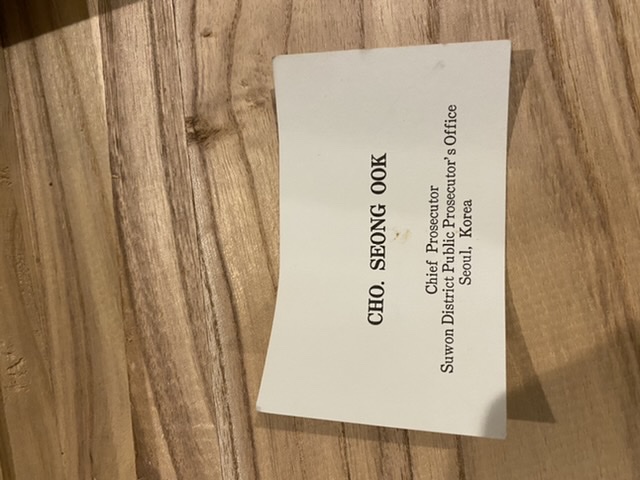 CHO. SEONG OOK
Chief Prosecutor
Suwon District Public Prosecutor's Office
Seoul, Korea